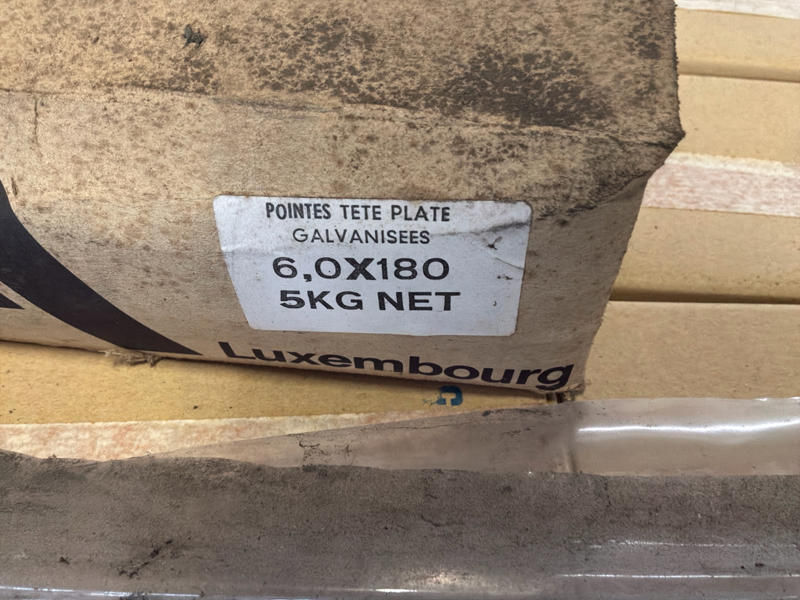 POINTES TETE PLATE
GALVANISEES
6,0X180
5KG NET
Luxembourg